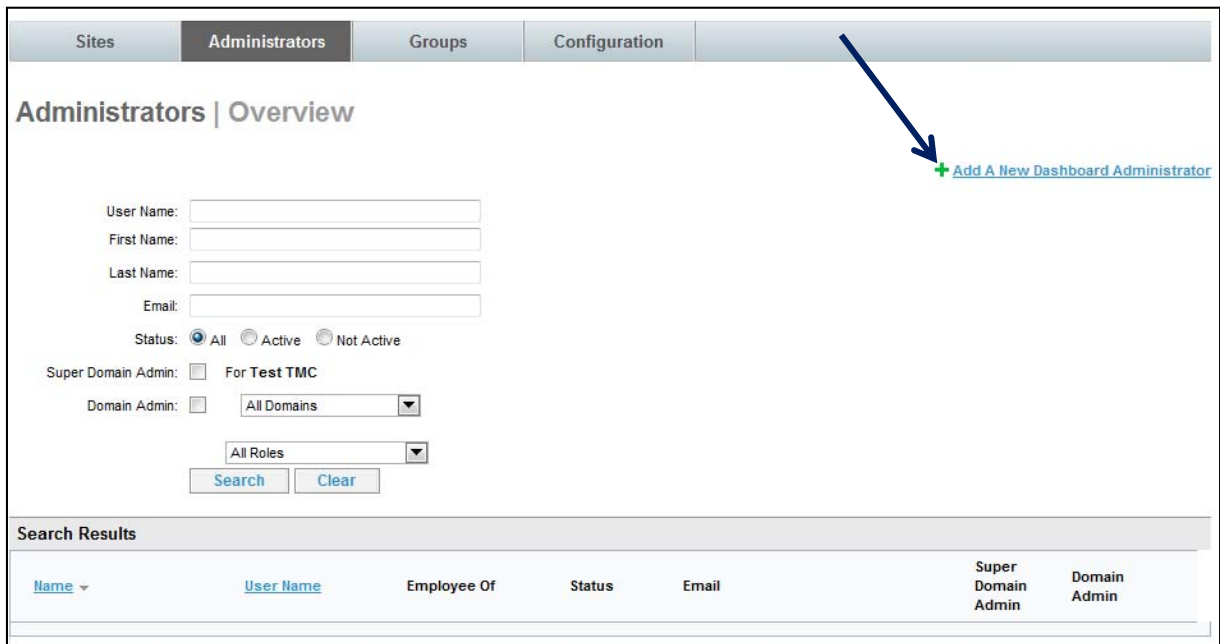 Sites Administrators Groups Configuration
Administrators | Overview
Add A New Dashboard Administrator
User Name:
First Name:
Last Name:
Email:
Status: All Active Not Active
Super Domain Admin: For Test TMC
Domain Admin: All Domains
All Roles
Search Clear
Search Results
Name User Name Employee Of Status Email Super Domain Admin Domain Admin